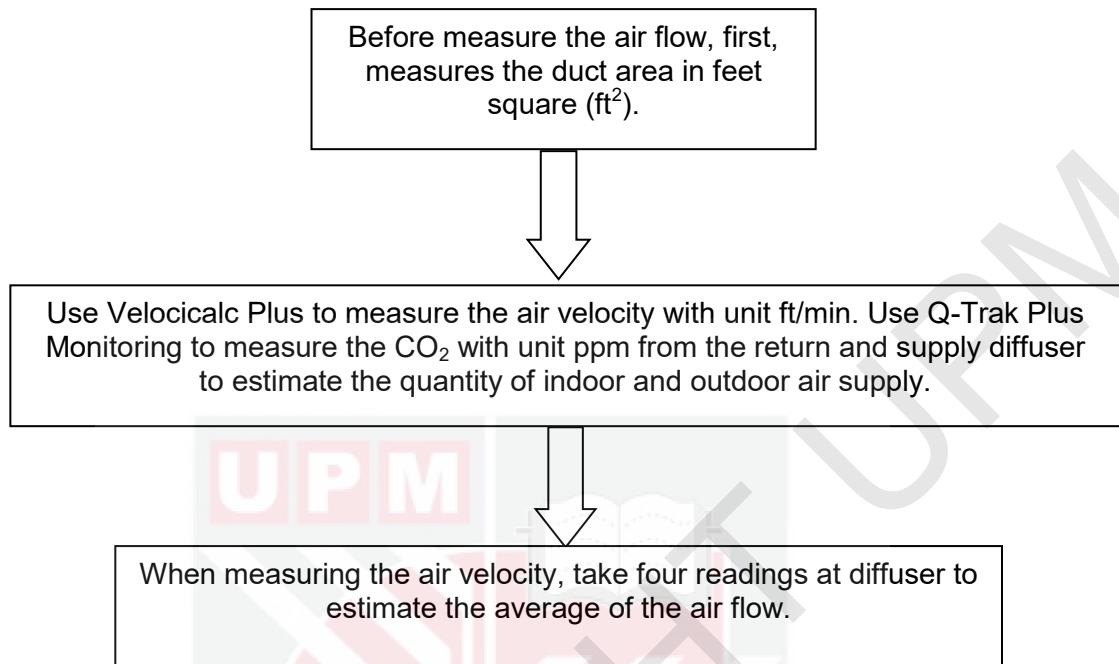 Before measure the air flow, first,
measures the duct area in feet
square (ft²).
Use Velocicalc Plus to measure the air velocity with unit ft/min. Use Q-Trak Plus
Monitoring to measure the CO₂ with unit ppm from the return and supply diffuser
to estimate the quantity of indoor and outdoor air supply.
UPM
When measuring the air velocity, take four readings at diffuser to
estimate the average of the air flow.
HT UPM